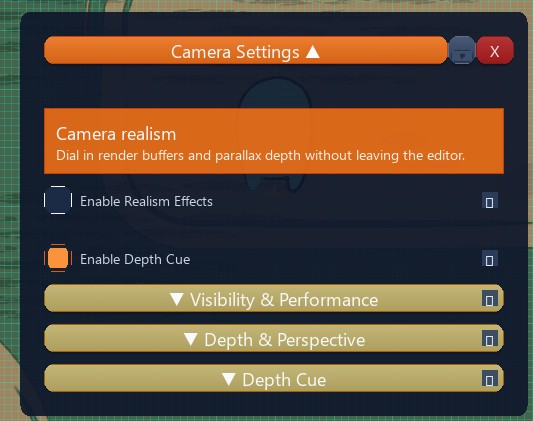 Camera Settings ▲
X
Camera realism
Dial in render buffers and parallax depth without leaving the editor.
Enable Realism Effects
Enable Depth Cue
▼ Visibility & Performance
▼ Depth & Perspective
▼ Depth Cue